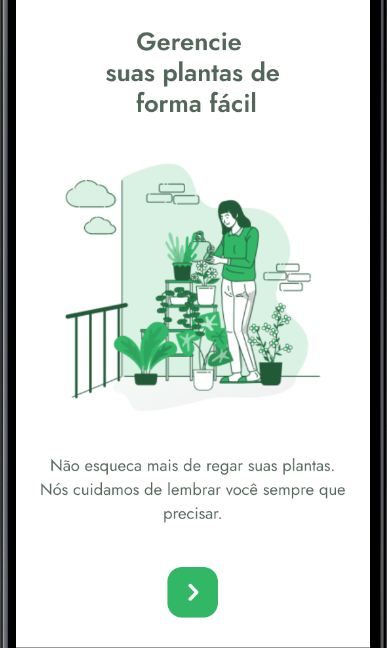 Gerencie
suas plantas de
forma fácil
Não esqueca mais de regar suas plantas.
Nós cuidamos de lembrar você sempre que
precisar.